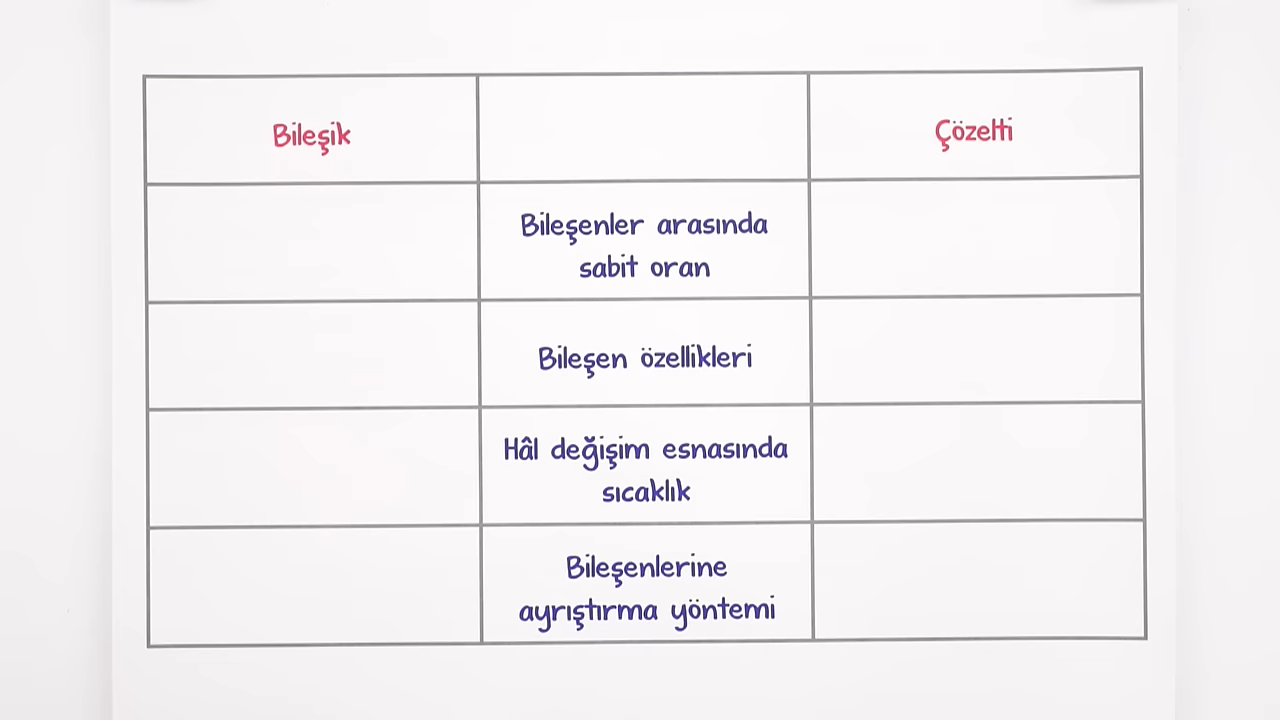 Bileşik
Çözelti
Bileşenler arasında
sabit oran
Bileşen özellikleri
Hâl değişim esnasında
sıcaklık
Bileşenlerine
ayrıştırma yöntemi